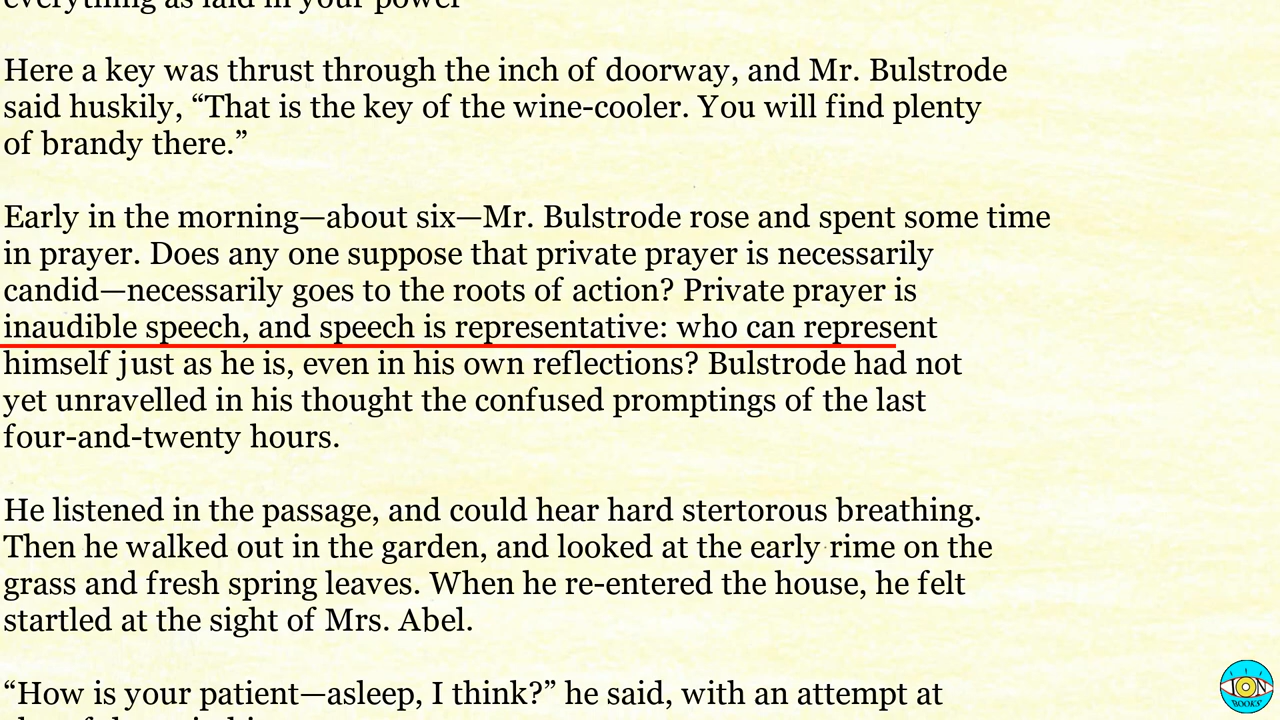 everything as laid in your power
Here a key was thrust through the inch of doorway, and Mr. Bulstrode
said huskily, “That is the key of the wine-cooler. You will find plenty
of brandy there.”
Early in the morning—about six—Mr. Bulstrode rose and spent some time
in prayer. Does any one suppose that private prayer is necessarily
candid—necessarily goes to the roots of action? Private prayer is
inaudible speech, and speech is representative: who can represent
himself just as he is, even in his own reflections? Bulstrode had not
yet unravelled in his thought the confused promptings of the last
four-and-twenty hours.
He listened in the passage, and could hear hard stertorous breathing.
Then he walked out in the garden, and looked at the early rime on the
grass and fresh spring leaves. When he re-entered the house, he felt
startled at the sight of Mrs. Abel.
“How is your patient—asleep, I think?” he said, with an attempt at
ION
BOOKS